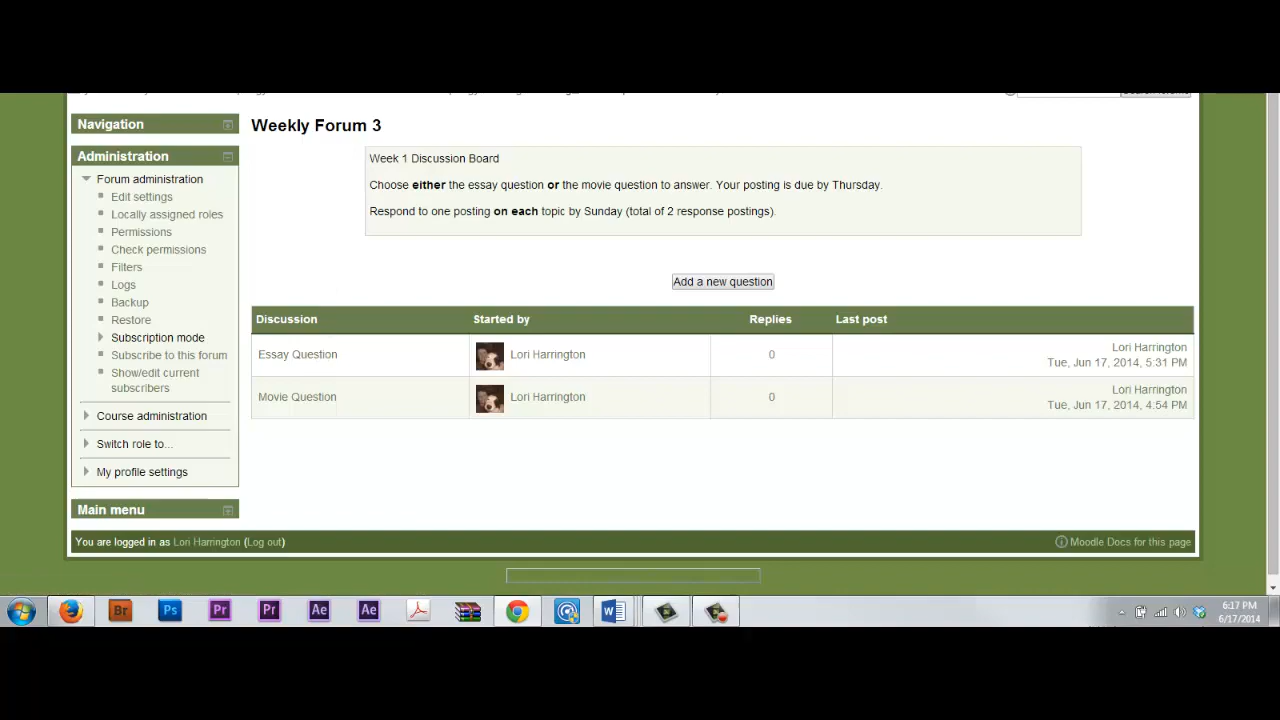 Navigation
Weekly Forum 3
Administration
Week 1 Discussion Board
Forum administration
Choose either the essay question or the movie question to answer. Your posting is due by Thursday.
Edit settings
Locally assigned roles
Respond to one posting on each topic by Sunday (total of 2 response postings).
Permissions
Check permissions
Filters
Logs
Add a new question
Backup
Restore
Discussion Started by Replies Last post
Subscription mode
Subscribe to this forum
Essay Question Lori Harrington 0 Lori Harrington
Tue, Jun 17, 2014, 5:31 PM
Show/edit current
subscribers
Movie Question Lori Harrington 0 Lori Harrington
Tue, Jun 17, 2014, 4:54 PM
Course administration
Switch role to...
My profile settings
Main menu
You are logged in as Lori Harrington (Log out)
Moodle Docs for this page
Br Ps Pr Pr Ae Ae W
6:17 PM
6/17/2014